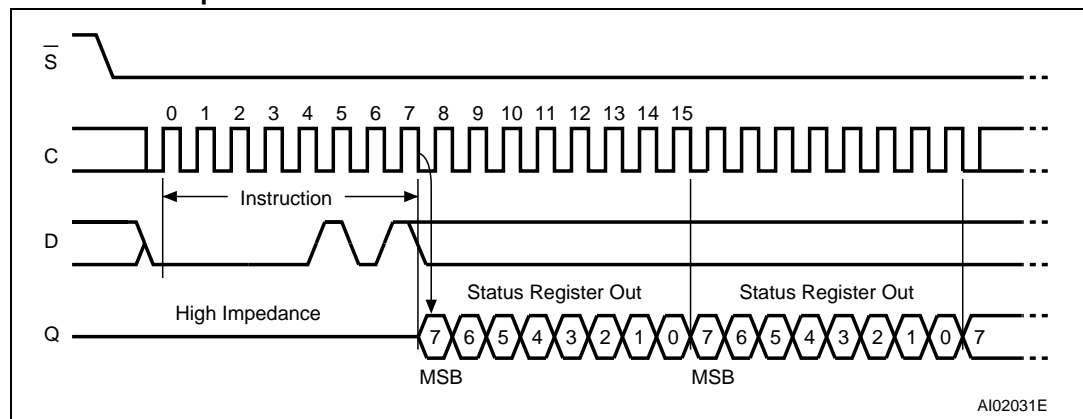 S
0 1 2 3 4 5 6 7 8 9 10 11 12 13 14 15
C
Instruction
D
Status Register Out Status Register Out
High Impedance
Q 7 6 5 4 3 2 1 0 7 6 5 4 3 2 1 0 7
MSB MSB
AI02031E